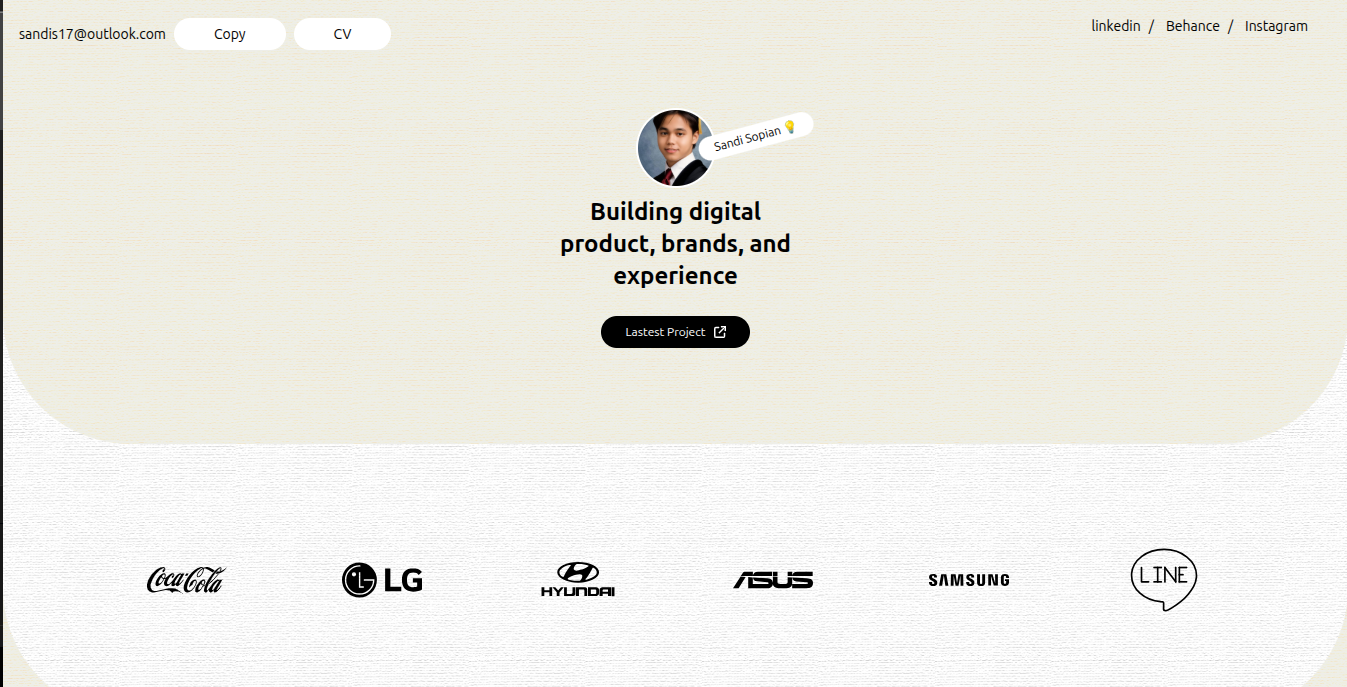 sandis17@outlook.com Copy CV linkedin / Behance / Instagram
Sandi Sopian 💡
Building digital
product, brands, and
experience
Lastest Project
Coca-Cola LG HYUNDAI ASUS SAMSUNG LINE